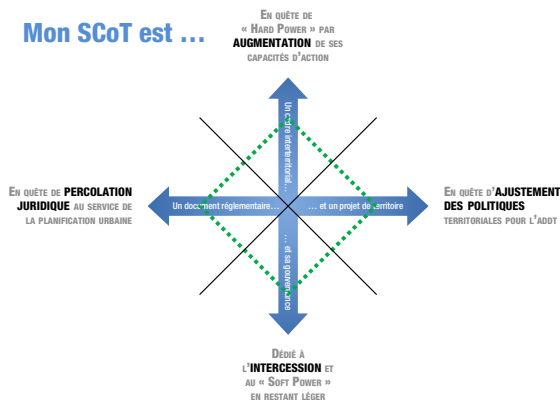 Mon SCoT est ...
En quête de
« Hard Power » par
augmentation de ses
capacités d'action
Un cadre interterritorial...
En quête de percolation
juridique au service de
la planification urbaine
Un document réglementaire...
... et un projet de territoire
En quête d'ajustement
des politiques
territoriales pour l'ADDT
... et sa gouvernance
Dédié à
l'intercession et
au « Soft Power »
en restant léger